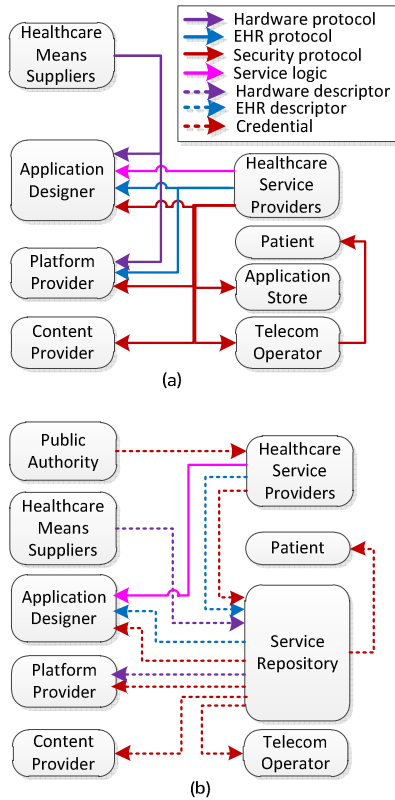 Hardware protocol
EHR protocol
Security protocol
Service logic
Hardware descriptor
EHR descriptor
Credential
Healthcare
Means
Suppliers
Application
Designer
Healthcare
Service
Providers
Patient
Platform
Provider
Application
Store
Content
Provider
Telecom
Operator
(a)
Public
Authority
Healthcare
Service
Providers
Healthcare
Means
Suppliers
Patient
Application
Designer
Service
Repository
Platform
Provider
Content
Provider
Telecom
Operator
(b)